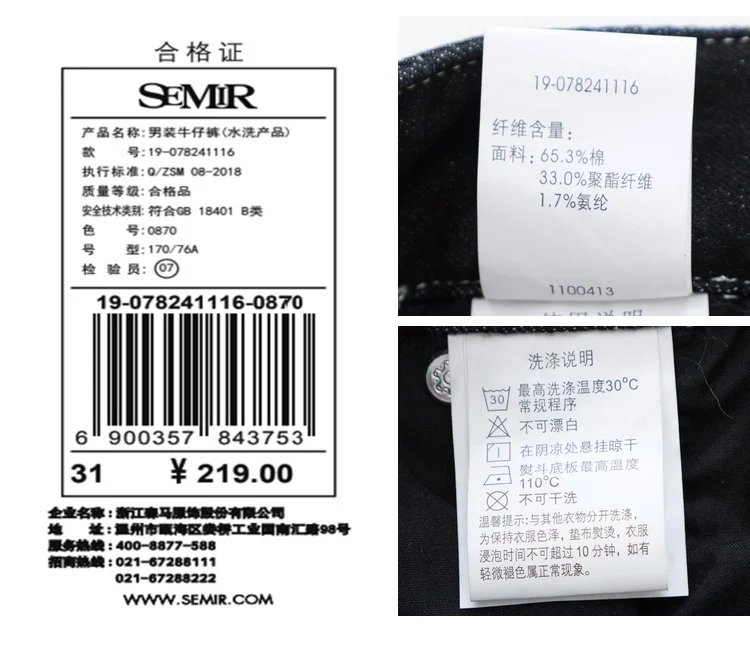 合格证
SEMIR
产品名称:男装牛仔裤(水洗产品)
款 号:19-078241116
执行标准:Q/ZSM 08-2018
质量等级:合格品
安全技术类别:符合GB 18401 B类
色 号:0870
号 型:170/76A
检 验 员:07
19-078241116-0870
6 900357 843753
31 ¥ 219.00
企业名称:浙江森马服饰股份有限公司
地 址:温州市瓯海区娄桥工业园南汇路98号
服务热线:400-8877-588
招商热线:021-67288111
021-67288222
WWW.SEMIR.COM
19-078241116
纤维含量:
面料:65.3%棉
33.0%聚酯纤维
1.7%氨纶
1100413
洗涤说明
30 最高洗涤温度30℃
常规程序
不可漂白
在阴凉处悬挂晾干
熨斗底板最高温度
110℃
不可干洗
温馨提示:与其他衣物分开洗涤,
为保持衣服色泽,垫布熨烫,衣服
浸泡时间不可超过10分钟,如有
轻微褪色属正常现象。